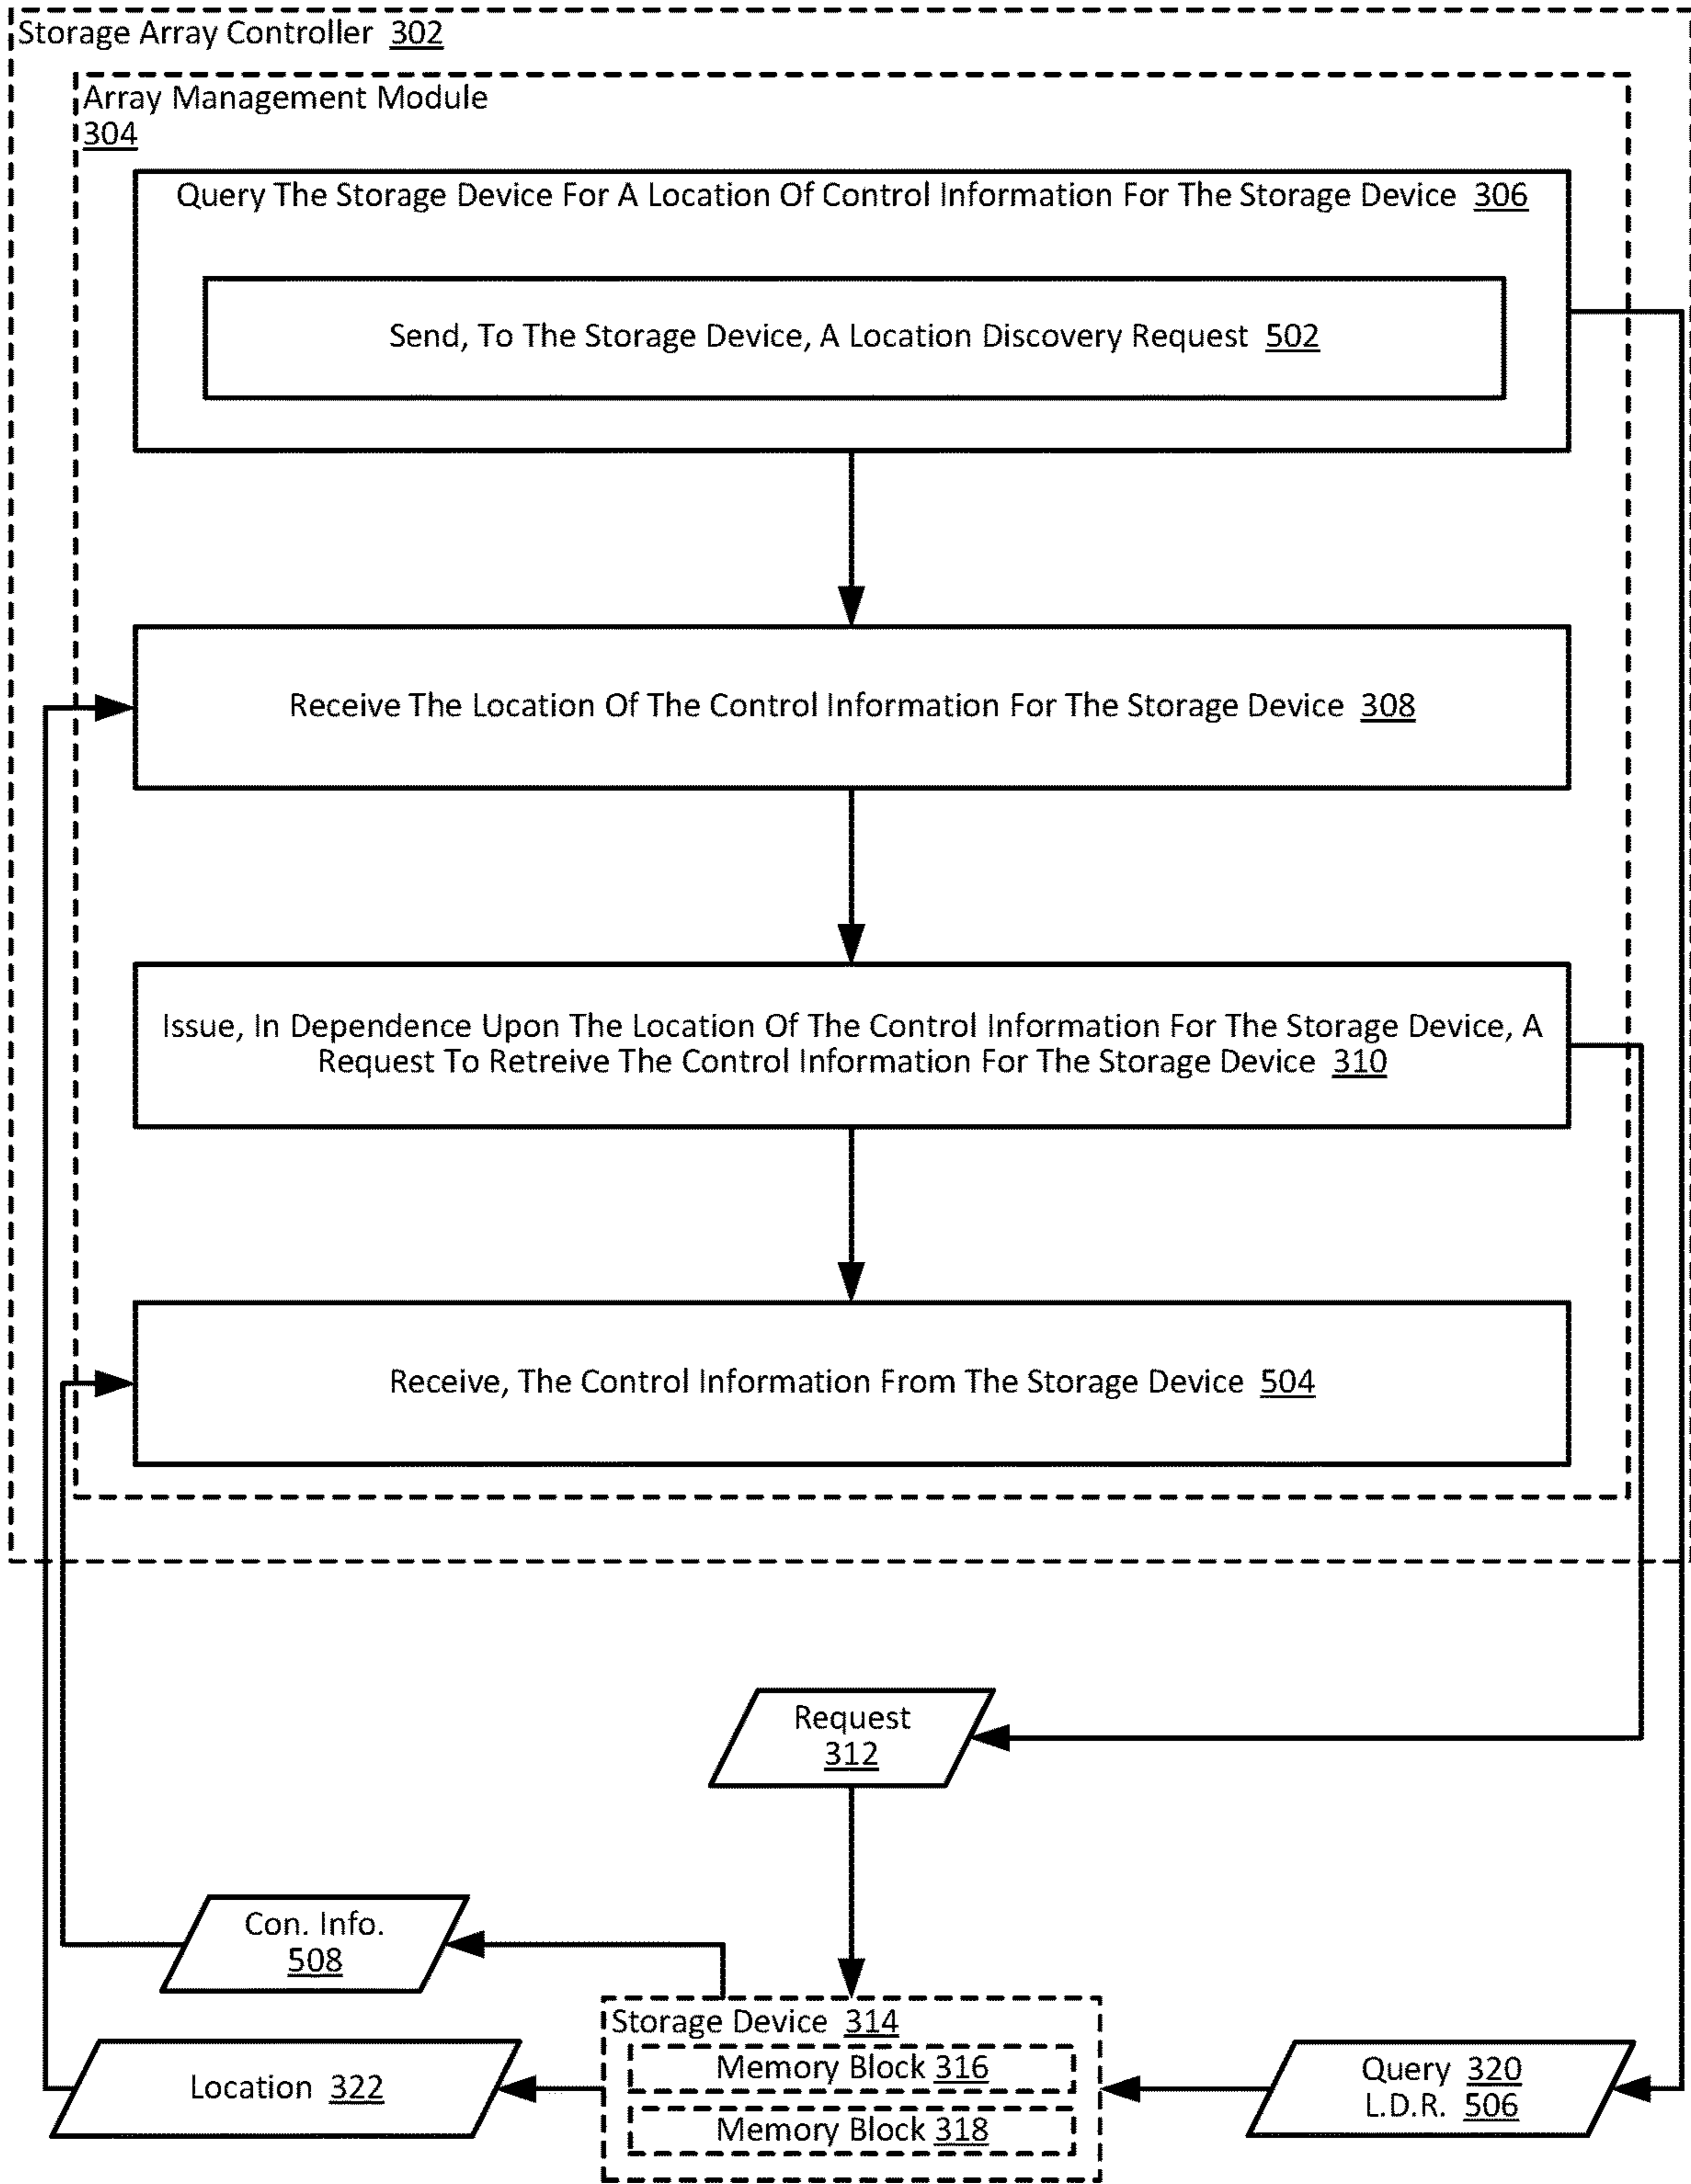 Storage Array Controller 302
Array Management Module
304
Query The Storage Device For A Location Of Control Information For The Storage Device 306
Send, To The Storage Device, A Location Discovery Request 502
Receive The Location Of The Control Information For The Storage Device 308
Issue, In Dependence Upon The Location Of The Control Information For The Storage Device, A
Request To Retreive The Control Information For The Storage Device 310
Receive, The Control Information From The Storage Device 504
Request
312
Con. Info.
508
Storage Device 314
Memory Block 316
Memory Block 318
Location 322
Query 320
L.D.R. 506